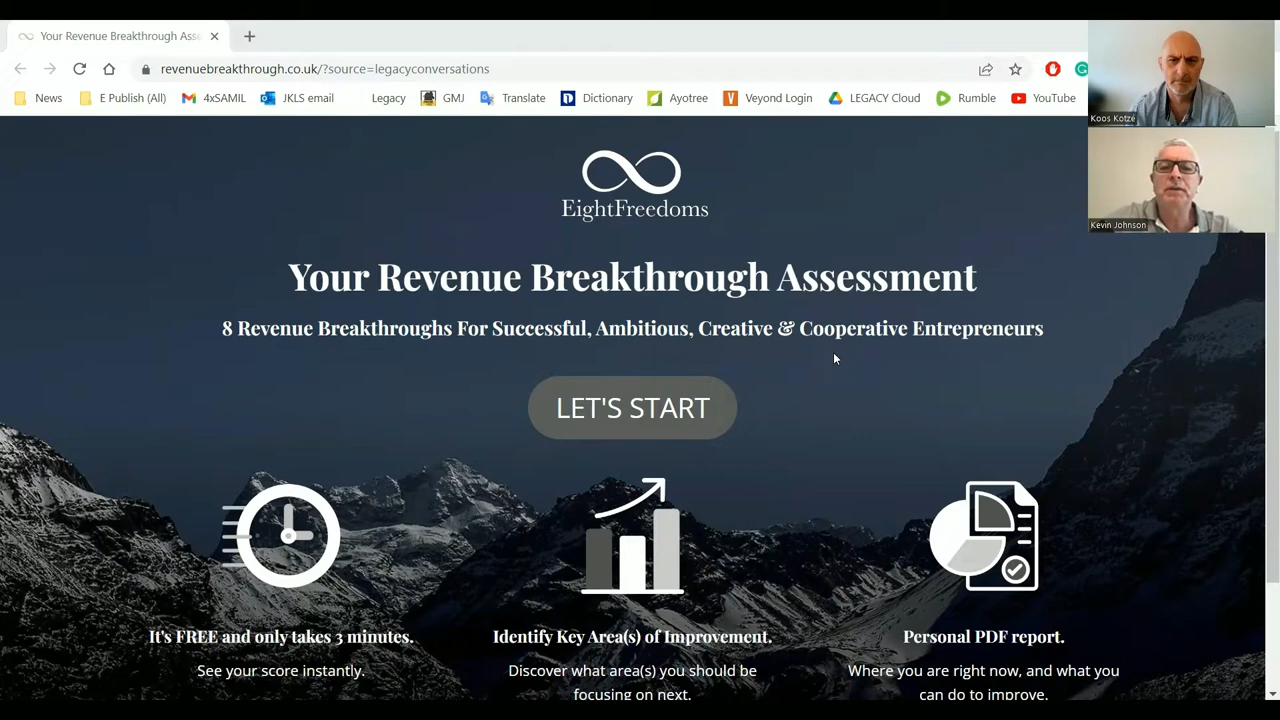 Your Revenue Breakthrough Asse
revenuebreakthrough.co.uk/?source=legacyconversations
News
E Publish (All)
4xSAMIL
JKLS email
Legacy
GMJ
Translate
Dictionary
Ayotree
Veyond Login
LEGACY Cloud
Rumble
YouTube
Koos Kotzé
Kevin Johnson
EightFreedoms
Your Revenue Breakthrough Assessment
8 Revenue Breakthroughs For Successful, Ambitious, Creative & Cooperative Entrepreneurs
LET'S START
It's FREE and only takes 3 minutes.
See your score instantly.
Identify Key Area(s) of Improvement.
Discover what area(s) you should be
focusing on next.
Personal PDF report.
Where you are right now, and what you
can do to improve.